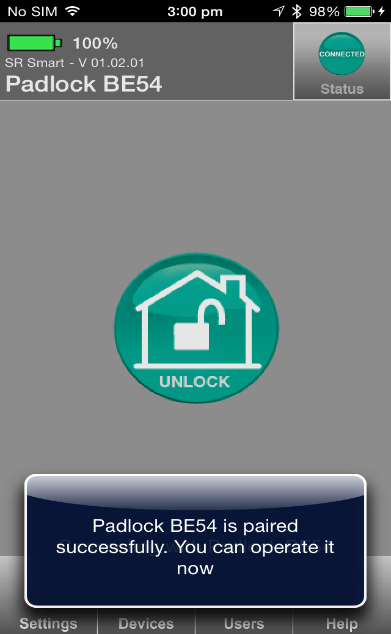 No SIM 3:00 pm 98%
100%
CONNECTED
SR Smart - V 01.02.01
Padlock BE54
Status
UNLOCK
Padlock BE54 is paired
successfully. You can operate it
now
Settings Devices Users Help